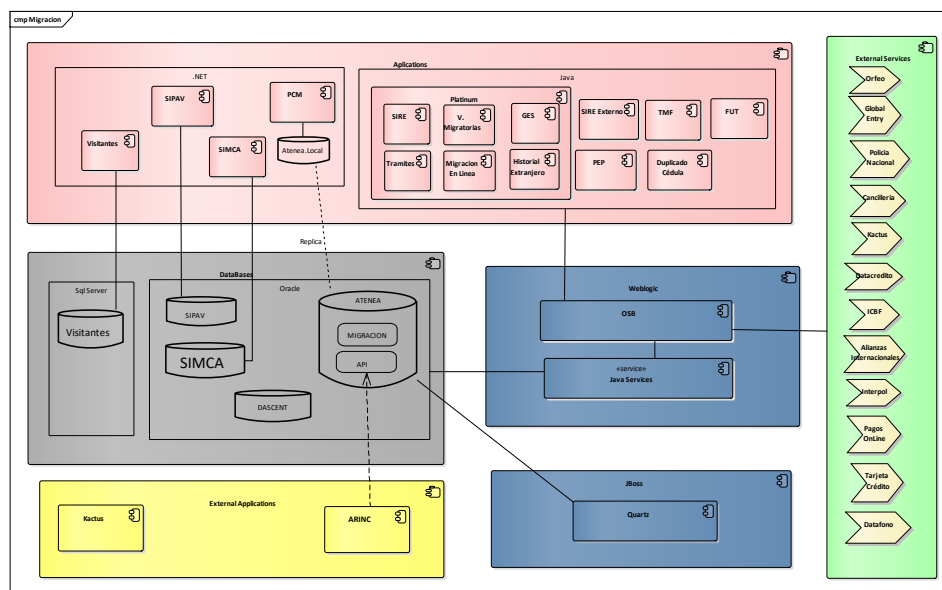 cmp Migracion
Aplications
.NET
SIPAV
PCM
Visitantes
SIMCA
Atenea.Local
Java
Platinum
SIRE
V.
Migratorias
GES
Tramites
Migracion
En Linea
Historial
Extranjero
SIRE Externo
TMF
FUT
PEP
Duplicado
Cédula
Replica
DataBases
Sql Server
Visitantes
Oracle
SIPAV
SIMCA
DASCENT
ATENEA
MIGRACION
API
Weblogic
OSB
«service»
Java Services
External Applications
Kactus
ARINC
JBoss
Quartz
External Services
Orfeo
Global
Entry
Policia
Nacional
Cancilleria
Kactus
Datacredito
ICBF
Alianzas
Internacionales
Interpol
Pagos
OnLine
Tarjeta
Crédito
Datafono